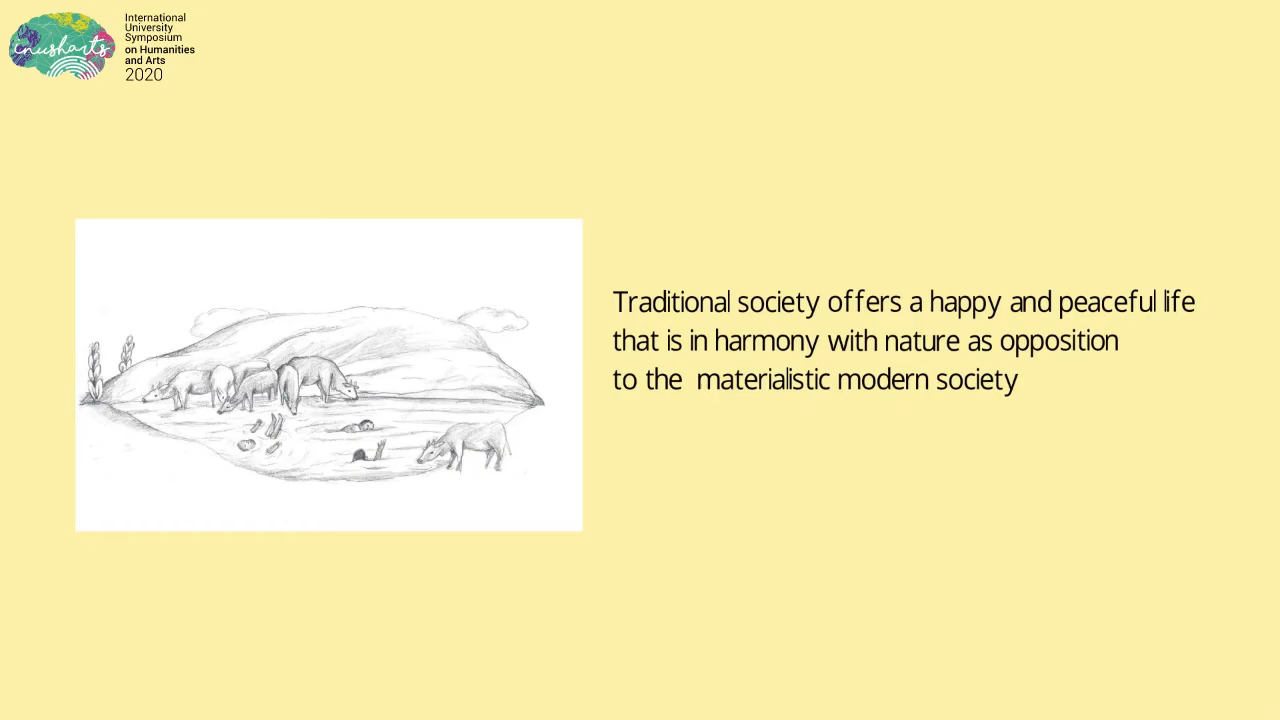 inusharts
International
University
Symposium
on Humanities
and Arts
2020
Traditional society offers a happy and peaceful life
that is in harmony with nature as opposition
to the materialistic modern society